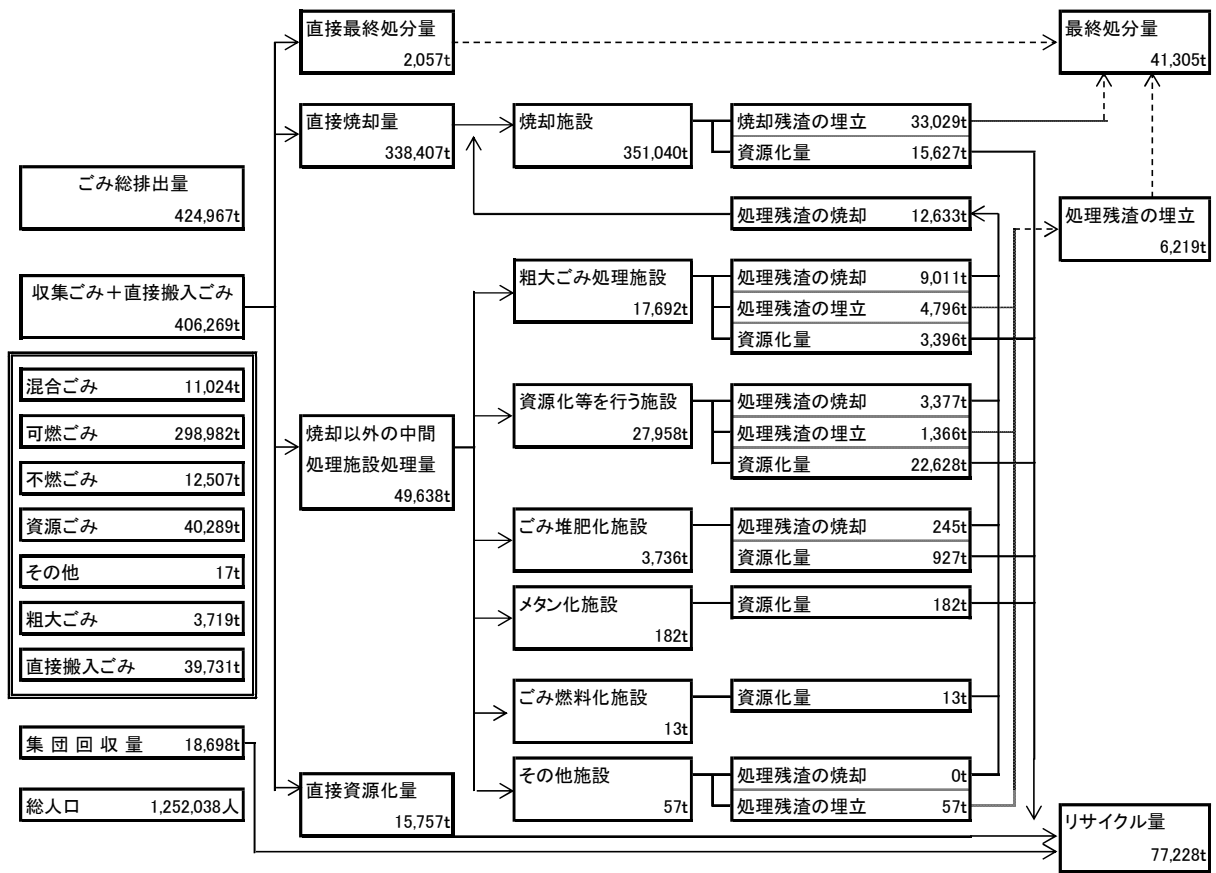 ごみ総排出量
424,967t
収集ごみ+直接搬入ごみ
406,269t
混合ごみ 11,024t
可燃ごみ 298,982t
不燃ごみ 12,507t
資源ごみ 40,289t
その他 17t
粗大ごみ 3,719t
直接搬入ごみ 39,731t
集団回収量 18,698t
総人口 1,252,038人
直接最終処分量
2,057t
直接焼却量
338,407t
焼却以外の中間
処理施設処理量
49,638t
直接資源化量
15,757t
焼却施設
351,040t
粗大ごみ処理施設
17,692t
資源化等を行う施設
27,958t
ごみ堆肥化施設
3,736t
メタン化施設
182t
ごみ燃料化施設
13t
その他施設
57t
焼却残渣の埋立 33,029t
資源化量 15,627t
処理残渣の焼却 12,633t
処理残渣の焼却 9,011t
処理残渣の埋立 4,796t
資源化量 3,396t
処理残渣の焼却 3,377t
処理残渣の埋立 1,366t
資源化量 22,628t
処理残渣の焼却 245t
資源化量 927t
資源化量 182t
資源化量 13t
処理残渣の焼却 0t
処理残渣の埋立 57t
最終処分量
41,305t
処理残渣の埋立
6,219t
リサイクル量
77,228t